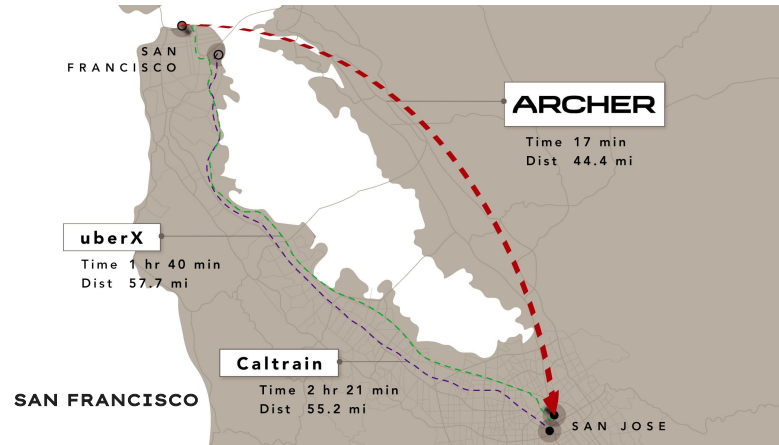 SAN
FRANCISCO
ARCHER
Time 17 min
Dist 44.4 mi
uberX
Time 1 hr 40 min
Dist 57.7 mi
Caltrain
Time 2 hr 21 min
Dist 55.2 mi
SAN FRANCISCO
SAN JOSE